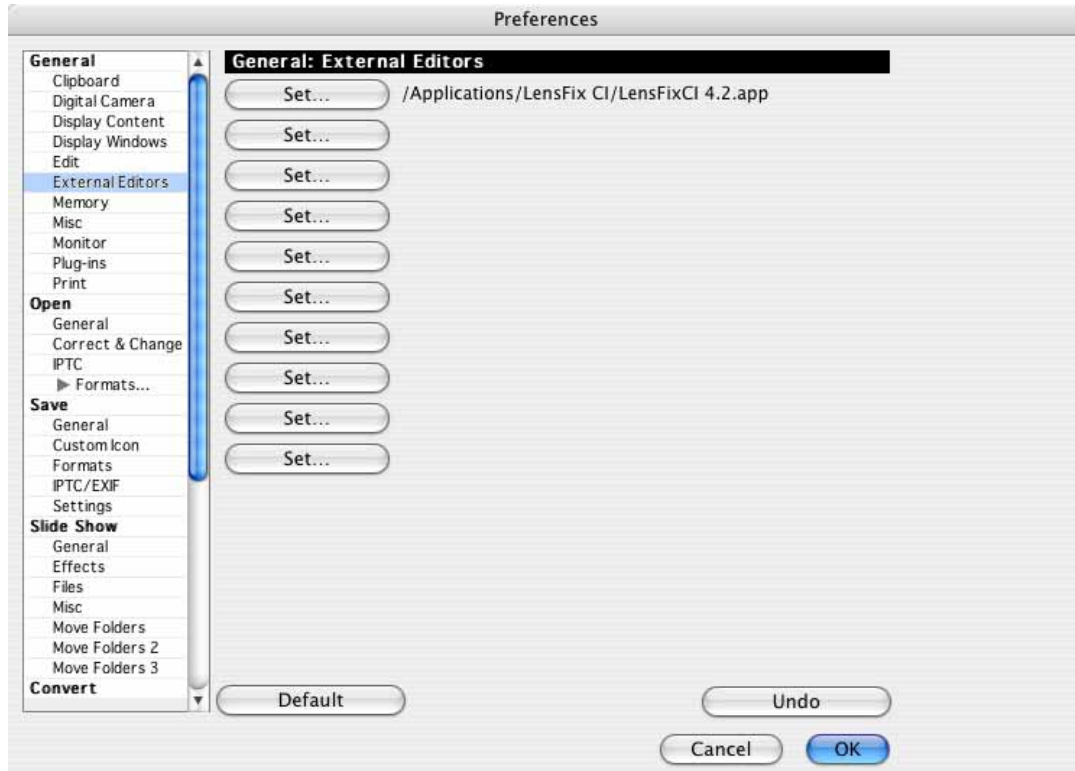 Preferences
General
Clipboard
Digital Camera
Display Content
Display Windows
Edit
External Editors
Memory
Misc
Monitor
Plug-ins
Print
Open
General
Correct & Change
IPTC
Formats...
Save
General
Custom Icon
Formats
IPTC/EXIF
Settings
Slide Show
General
Effects
Files
Misc
Move Folders
Move Folders 2
Move Folders 3
Convert
General: External Editors
Set... /Applications/LensFix CI/LensFixCI 4.2.app
Set...
Set...
Set...
Set...
Set...
Set...
Set...
Set...
Set...
Default Undo
Cancel OK